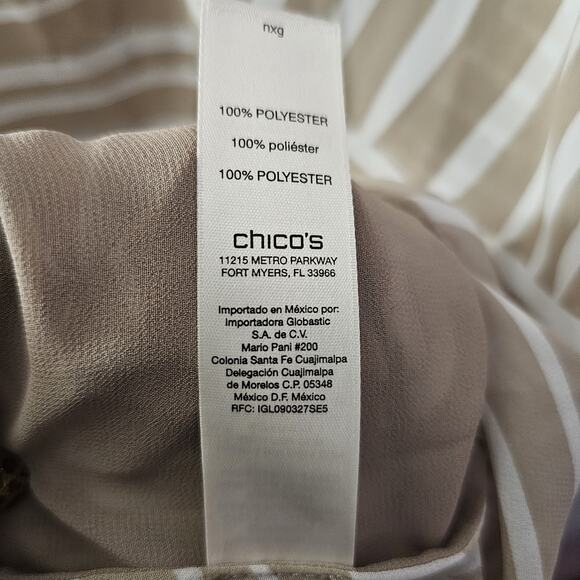 nxg
100% POLYESTER
100% poliéster
100% POLYESTER
chico's
11215 METRO PARKWAY
FORT MYERS, FL 33966
Importado en México por:
Importadora Globastic
S.A. de C.V.
Mario Pani #200
Colonia Santa Fe Cuajimalpa
Delegación Cuajimalpa
de Morelos C.P. 05348
México D.F. México
RFC: IGL090327SE5